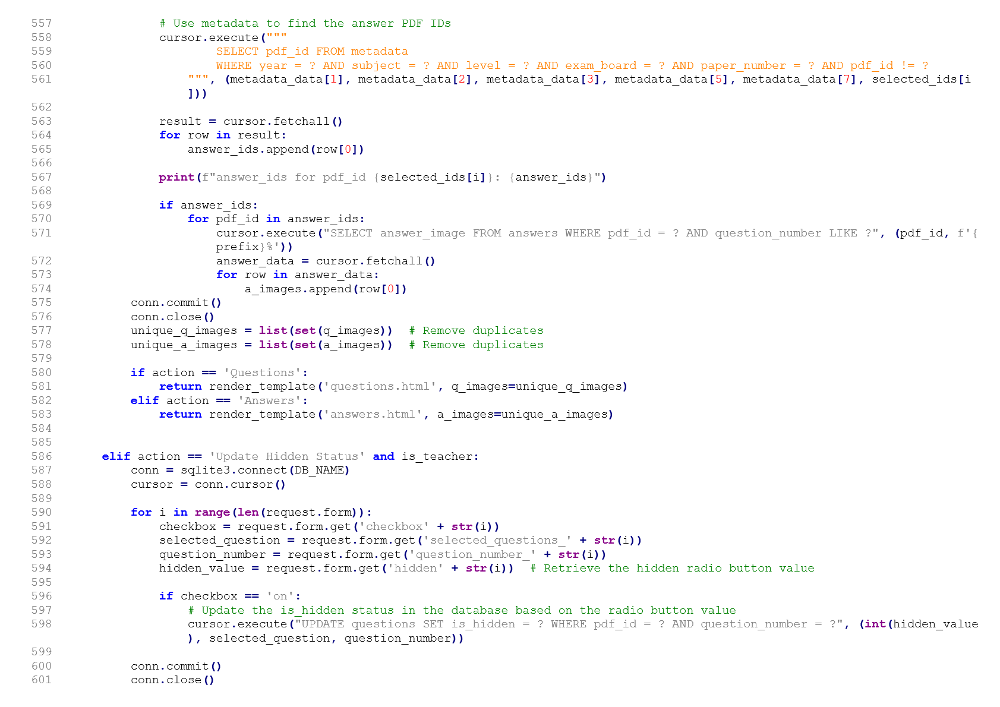 557 # Use metadata to find the answer PDF IDs
558 cursor.execute("""
559 SELECT pdf_id FROM metadata
560 WHERE year = ? AND subject = ? AND level = ? AND exam_board = ? AND paper_number = ? AND pdf_id != ?
561 """, (metadata_data[1], metadata_data[2], metadata_data[3], metadata_data[5], metadata_data[7], selected_ids[i
]))
562
563 result = cursor.fetchall()
564 for row in result:
565 answer_ids.append(row[0])
566
567 print(f"answer_ids for pdf_id {selected_ids[i]}: {answer_ids}")
568
569 if answer_ids:
570 for pdf_id in answer_ids:
571 cursor.execute("SELECT answer_image FROM answers WHERE pdf_id = ? AND question_number LIKE ?", (pdf_id, f'{
prefix}%'))
572 answer_data = cursor.fetchall()
573 for row in answer_data:
574 a_images.append(row[0])
575 conn.commit()
576 conn.close()
577 unique_q_images = list(set(q_images))  # Remove duplicates
578 unique_a_images = list(set(a_images))  # Remove duplicates
579
580 if action == 'Questions':
581 return render_template('questions.html', q_images=unique_q_images)
582 elif action == 'Answers':
583 return render_template('answers.html', a_images=unique_a_images)
584
585
586 elif action == 'Update Hidden Status' and is_teacher:
587 conn = sqlite3.connect(DB_NAME)
588 cursor = conn.cursor()
589
590 for i in range(len(request.form)):
591 checkbox = request.form.get('checkbox' + str(i))
592 selected_question = request.form.get('selected_questions_' + str(i))
593 question_number = request.form.get('question_number_' + str(i))
594 hidden_value = request.form.get('hidden' + str(i))  # Retrieve the hidden radio button value
595
596 if checkbox == 'on':
597 # Update the is_hidden status in the database based on the radio button value
598 cursor.execute("UPDATE questions SET is_hidden = ? WHERE pdf_id = ? AND question_number = ?", (int(hidden_value
), selected_question, question_number))
599
600 conn.commit()
601 conn.close()